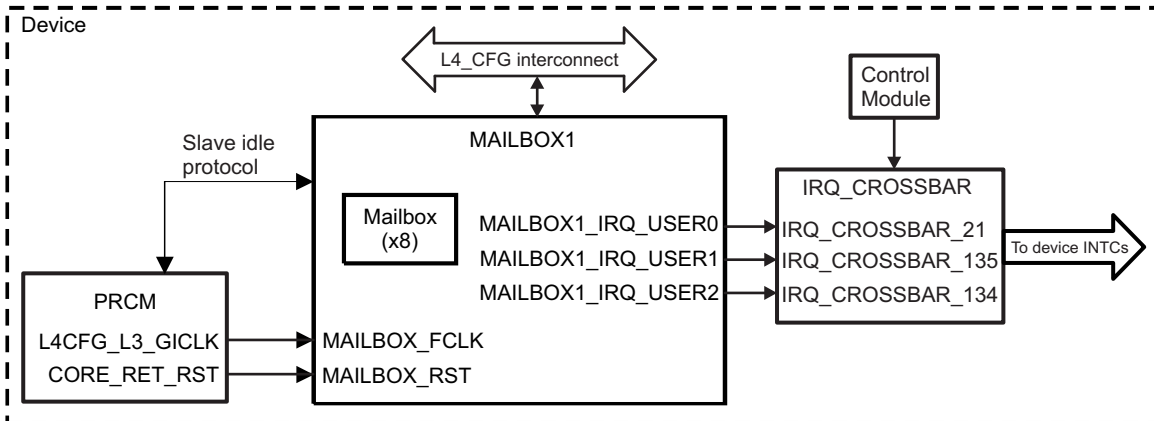 Device
L4_CFG interconnect
Control
Module
Slave idle
protocol
MAILBOX1
IRQ_CROSSBAR
Mailbox
(x8)
MAILBOX1_IRQ_USER0
IRQ_CROSSBAR_21
MAILBOX1_IRQ_USER1
IRQ_CROSSBAR_135
To device INTCs
MAILBOX1_IRQ_USER2
IRQ_CROSSBAR_134
PRCM
L4CFG_L3_GICLK
MAILBOX_FCLK
CORE_RET_RST
MAILBOX_RST